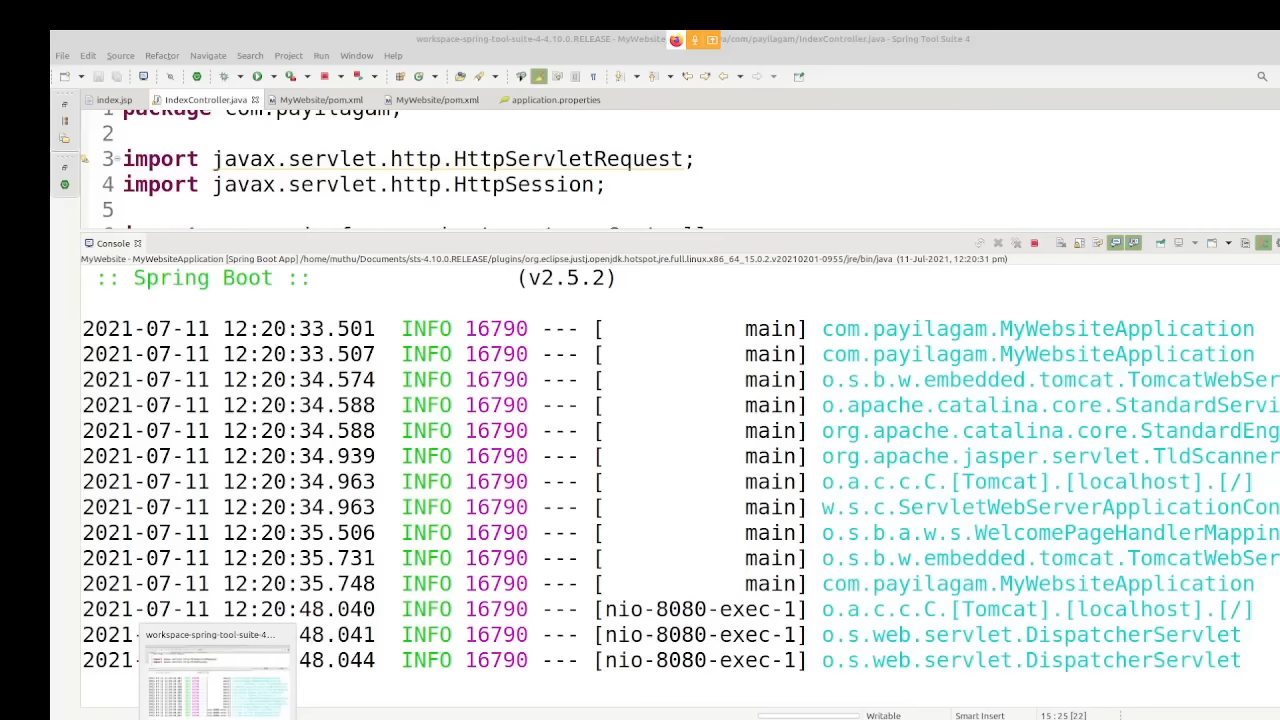 workspace-spring-tool-suite-4-4.10.0.RELEASE - MyWebsite a/com/payilagam/IndexController.java - Spring Tool Suite 4
File Edit Source Refactor Navigate Search Project Run Window Help
index.jsp IndexController.java MyWebsite/pom.xml MyWebsite/pom.xml application.properties
1 package com.payilagam;
2
3 import javax.servlet.http.HttpServletRequest;
4 import javax.servlet.http.HttpSession;
5
Console
MyWebsite - MyWebsiteApplication [Spring Boot App] /home/muthu/Documents/sts-4.10.0.RELEASE/plugins/org.eclipse.justj.openjdk.hotspot.jre.full.linux.x86_64_15.0.2.v20210201-0955/jre/bin/java (11-Jul-2021, 12:20:31 pm)
:: Spring Boot :: (v2.5.2)
2021-07-11 12:20:33.501 INFO 16790 --- [ main] com.payilagam.MyWebsiteApplication
2021-07-11 12:20:33.507 INFO 16790 --- [ main] com.payilagam.MyWebsiteApplication
2021-07-11 12:20:34.574 INFO 16790 --- [ main] o.s.b.w.embedded.tomcat.TomcatWebSer
2021-07-11 12:20:34.588 INFO 16790 --- [ main] o.apache.catalina.core.StandardServi
2021-07-11 12:20:34.588 INFO 16790 --- [ main] org.apache.catalina.core.StandardEng
2021-07-11 12:20:34.939 INFO 16790 --- [ main] org.apache.jasper.servlet.TldScanner
2021-07-11 12:20:34.963 INFO 16790 --- [ main] o.a.c.c.C.[Tomcat].[localhost].[/]
2021-07-11 12:20:34.963 INFO 16790 --- [ main] w.s.c.ServletWebServerApplicationCon
2021-07-11 12:20:35.506 INFO 16790 --- [ main] o.s.b.a.w.s.WelcomePageHandlerMappin
2021-07-11 12:20:35.731 INFO 16790 --- [ main] o.s.b.w.embedded.tomcat.TomcatWebSer
2021-07-11 12:20:35.748 INFO 16790 --- [ main] com.payilagam.MyWebsiteApplication
2021-07-11 12:20:48.040 INFO 16790 --- [nio-8080-exec-1] o.a.c.c.C.[Tomcat].[localhost].[/]
2021- 48.041 INFO 16790 --- [nio-8080-exec-1] o.s.web.servlet.DispatcherServlet
2021- 48.044 INFO 16790 --- [nio-8080-exec-1] o.s.web.servlet.DispatcherServlet
workspace-spring-tool-suite-4...
Writable Smart Insert 15 : 25 [22]